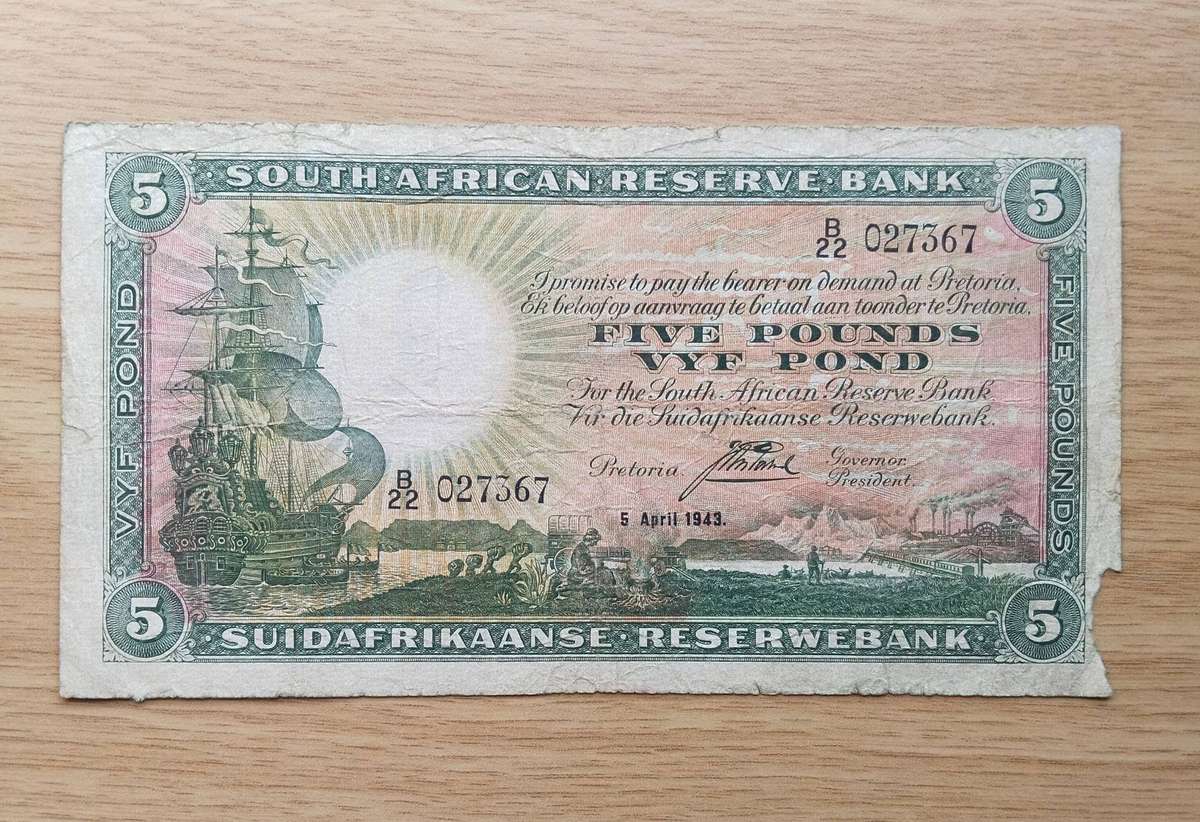 5
SOUTH·AFRICAN·RESERVE·BANK
5
B/22 027367
I promise to pay the bearer on demand at Pretoria.
Ek beloof op aanvraag te betaal aan toonder te Pretoria.
FIVE POUNDS
VYF POND
For the South African Reserve Bank
Vir die Suidafrikaanse Reserwebank.
Pretoria.
Governor
President.
B/22 027367
5 April 1943.
VYF POND
FIVE POUNDS
5
SUIDAFRIKAANSE·RESERWEBANK
5